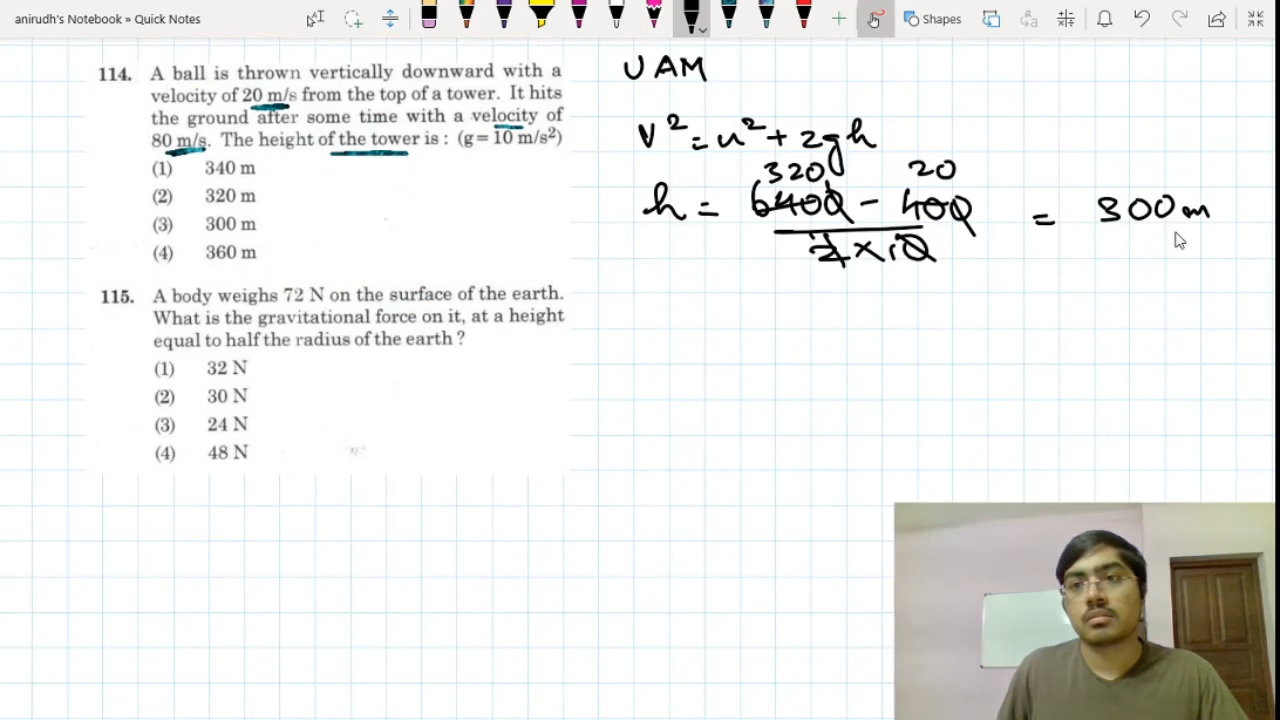 anirudh's Notebook » Quick Notes
Shapes
114. A ball is thrown vertically downward with a
velocity of 20 m/s from the top of a tower. It hits
the ground after some time with a velocity of
80 m/s. The height of the tower is : (g= 10 m/s²)
(1) 340 m
(2) 320 m
(3) 300 m
(4) 360 m
115. A body weighs 72 N on the surface of the earth.
What is the gravitational force on it, at a height
equal to half the radius of the earth ?
(1) 32 N
(2) 30 N
(3) 24 N
(4) 48 N
UAM
V² = u² + 2gh
320 20
h = 6400 - 400 = 300m
2 x 10